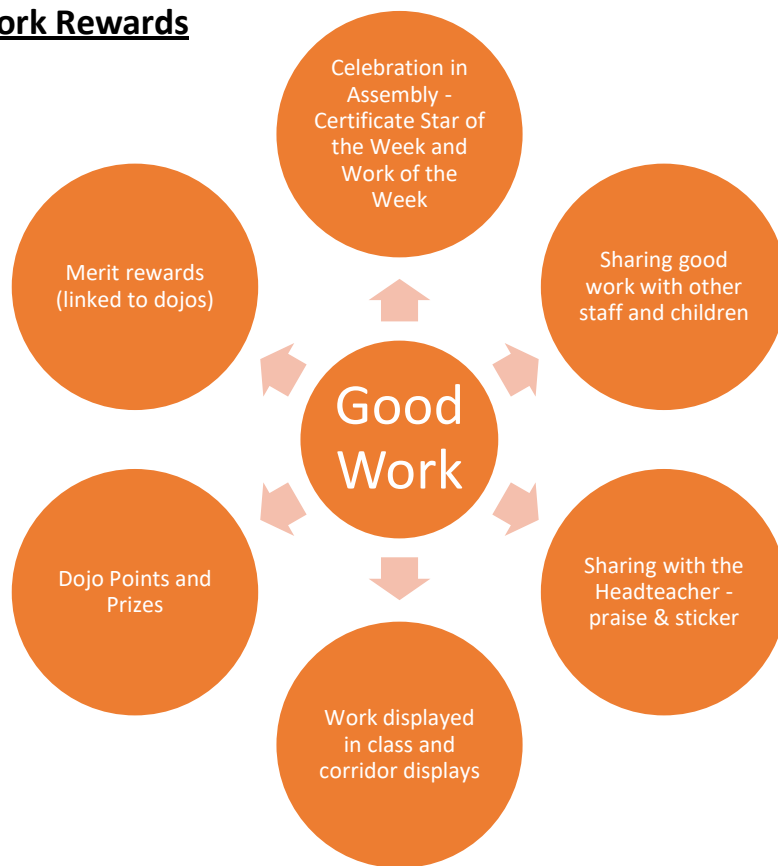 ork Rewards
Celebration in
Assembly -
Certificate Star of
the Week and
Work of the
Week
Merit rewards
(linked to dojos)
Sharing good
work with other
staff and children
Good
Work
Dojo Points and
Prizes
Sharing with the
Headteacher -
praise & sticker
Work displayed
in class and
corridor displays